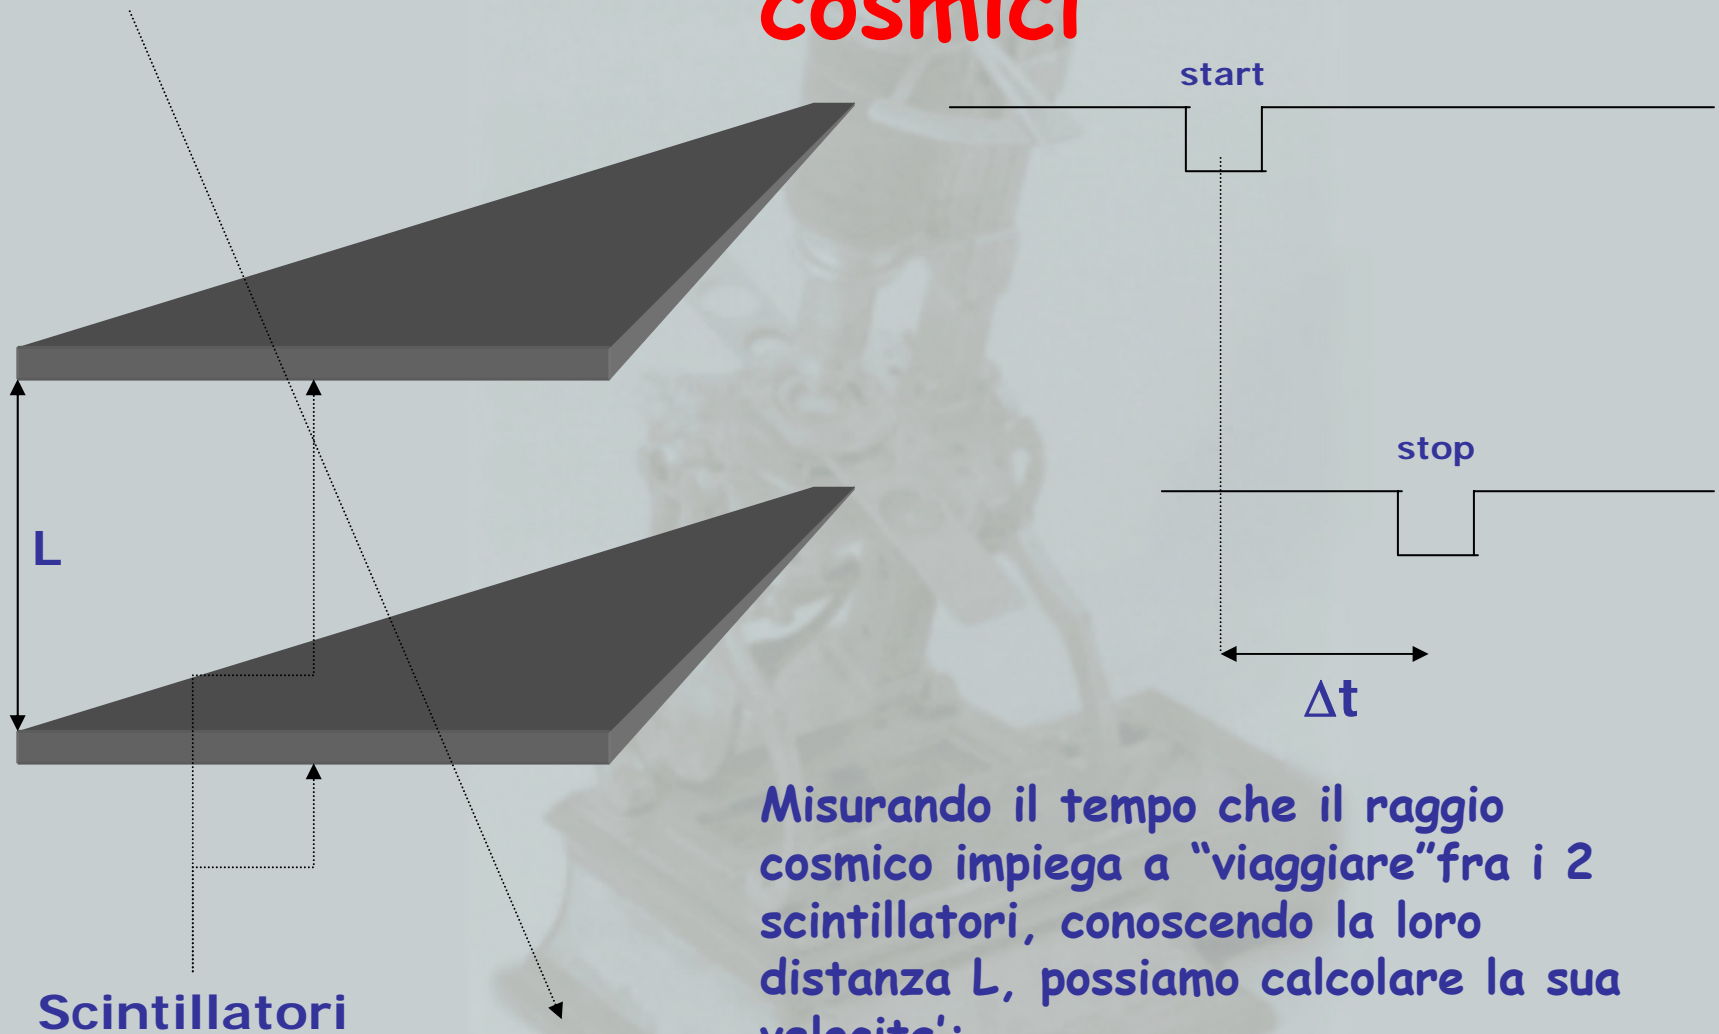 cosmici
start
stop
L
Δt
Misurando il tempo che il raggio
cosmico impiega a “viaggiare”fra i 2
scintillatori, conoscendo la loro
distanza L, possiamo calcolare la sua
velocita’:
Scintillatori